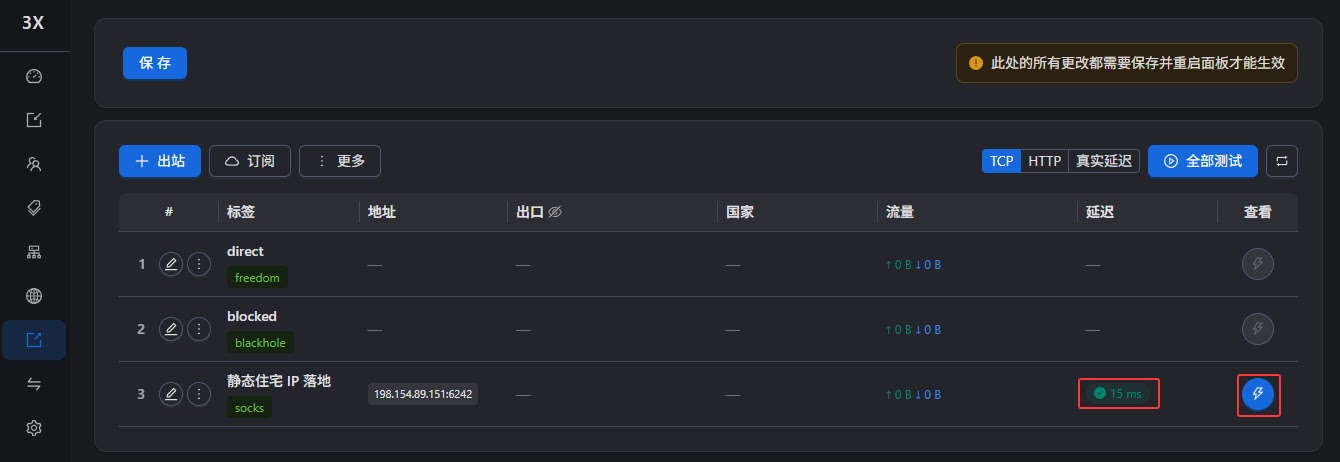 3X
保 存
此处的所有更改都需要保存并重启面板才能生效
+ 出站 订阅 更多 TCP HTTP 真实延迟 全部测试
# 标签 地址 出口 国家 流量 延迟 查看
1 direct — — — ↑ 0 B ↓ 0 B —
freedom
2 blocked — — — ↑ 0 B ↓ 0 B —
blackhole
3 静态住宅 IP 落地 198.154.89.151:6242 — — ↑ 0 B ↓ 0 B 15 ms
socks